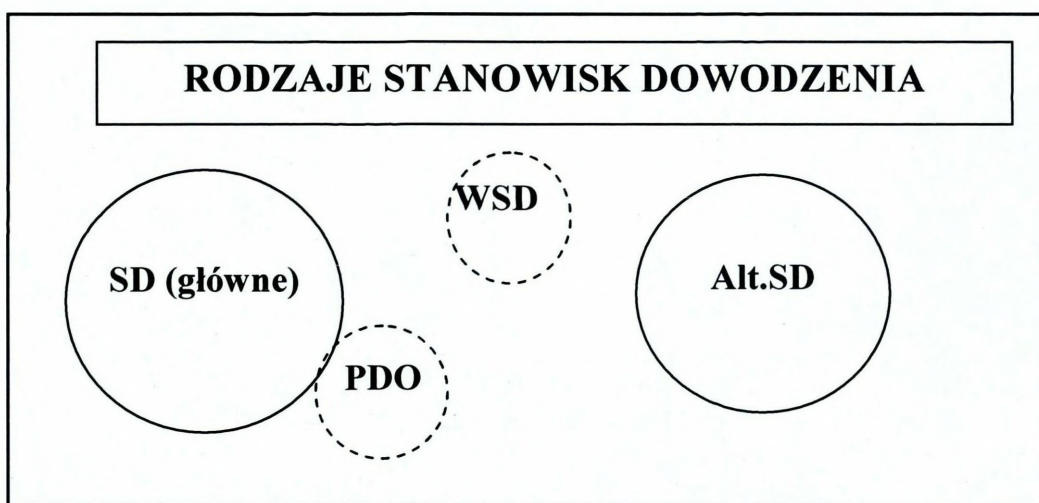 RODZAJE STANOWISK DOWODZENIA
WSD
SD (główne)
Alt.SD
PDO